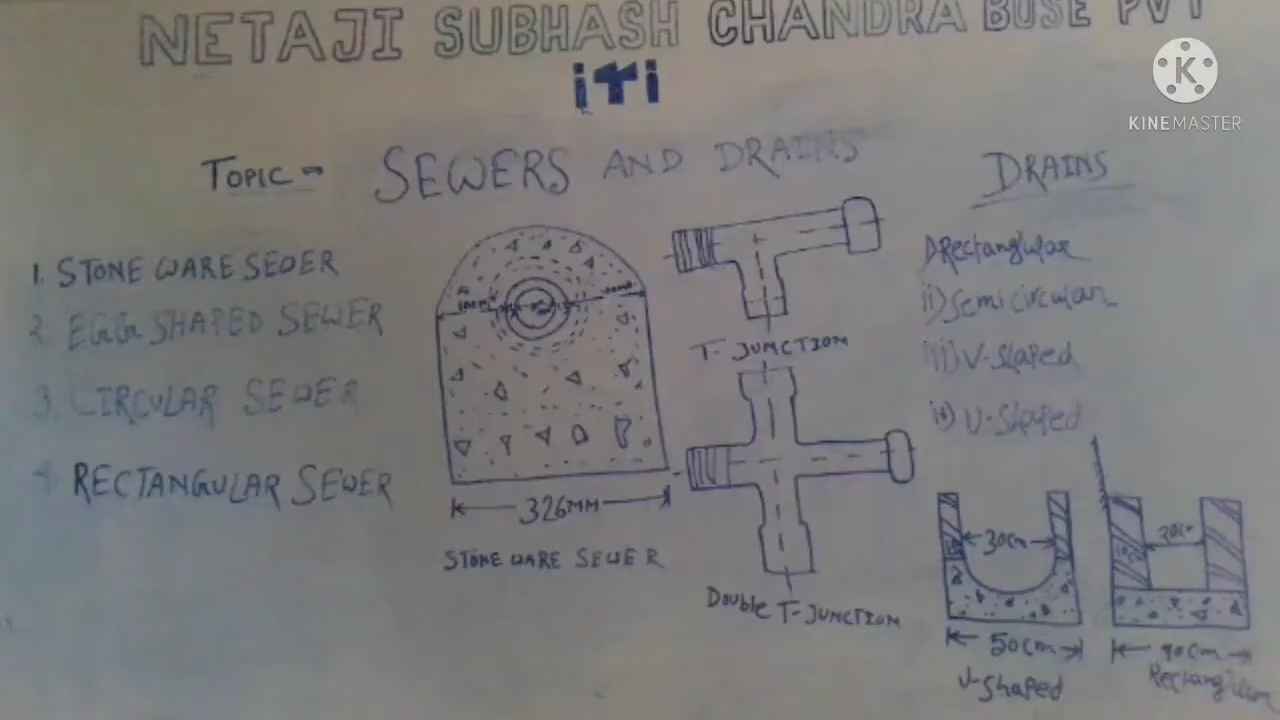 NETAJI SUBHASH CHANDRA BUSE PVT
iTi
KINEMASTER
TOPIC - SEWERS AND DRAINS
1. STONE WARE SEWER
2. EGG SHAPED SEWER
3. CIRCULAR SEWER
4 RECTANGULAR SEWER
326MM
STONE WARE SEWER
T- JUNCTION
Double T-JUNCTION
DRAINS
i) Rectangular
ii) Semi circular
iii) V-shaped
iv) U-Shaped
30cm
50cm
U-Shaped
Rectangular